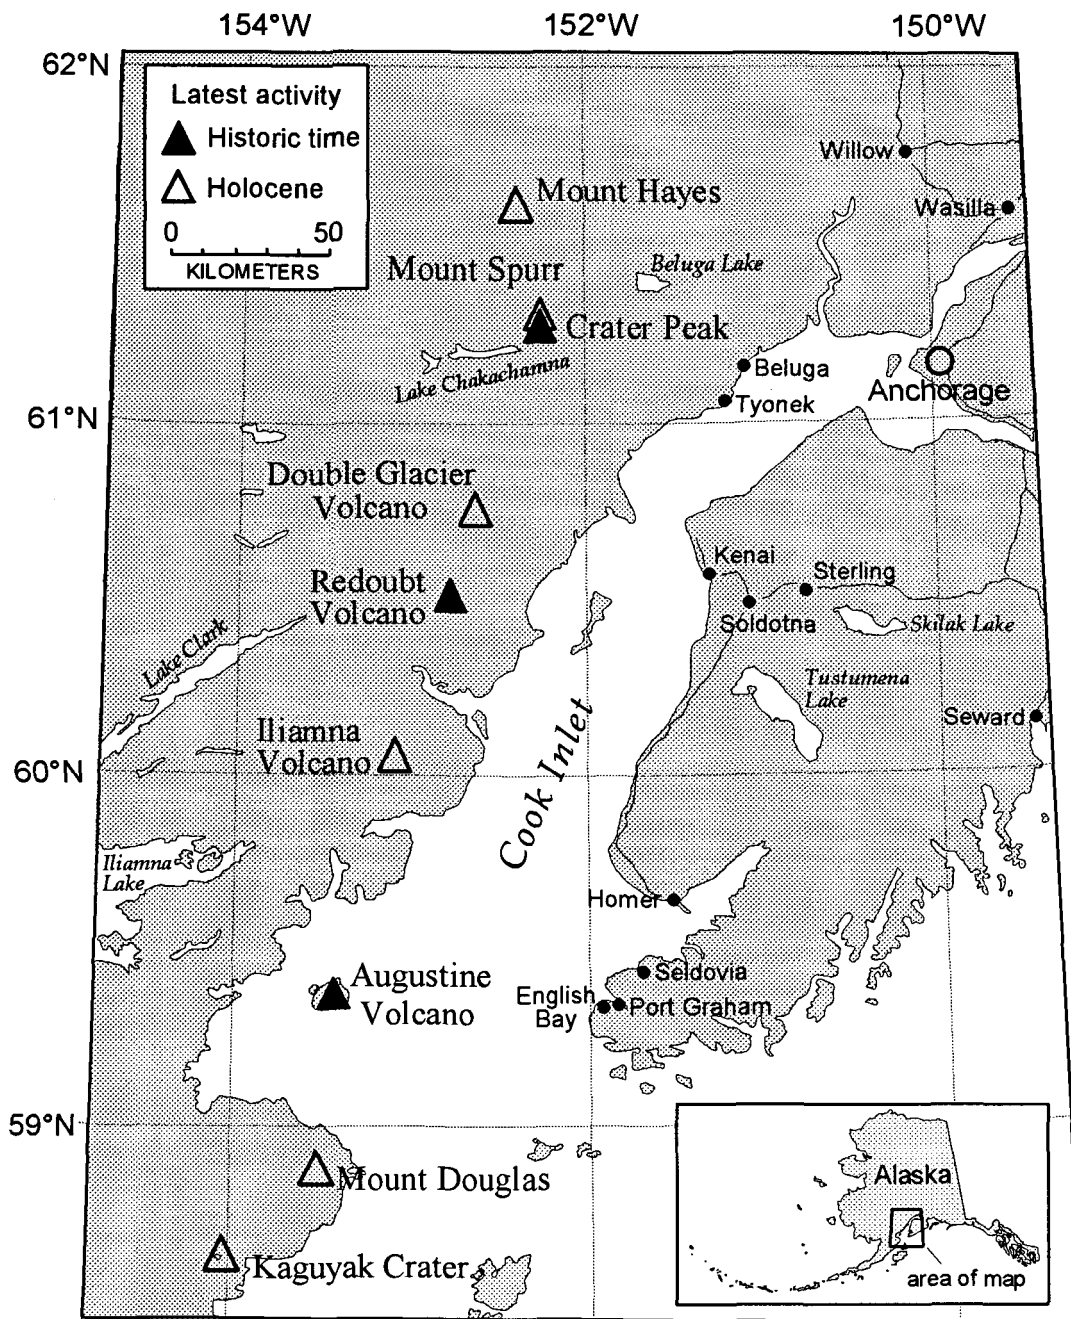 154°W
152°W
150°W
62°N
Latest activity
Historic time
Holocene
0 50
KILOMETERS
Willow
Mount Hayes
Wasilla
Mount Spurr
Beluga Lake
Crater Peak
Lake Chakachamna
Beluga
Anchorage
Tyonek
61°N
Double Glacier
Volcano
Kenai
Sterling
Redoubt
Volcano
Soldotna
Skilak Lake
Lake Clark
Tustumena
Lake
Seward
Iliamna
Volcano
60°N
Cook Inlet
Iliamna
Lake
Homer
Augustine
Volcano
Seldovia
English
Bay
Port Graham
59°N
Mount Douglas
Alaska
Kaguyak Crater
area of map